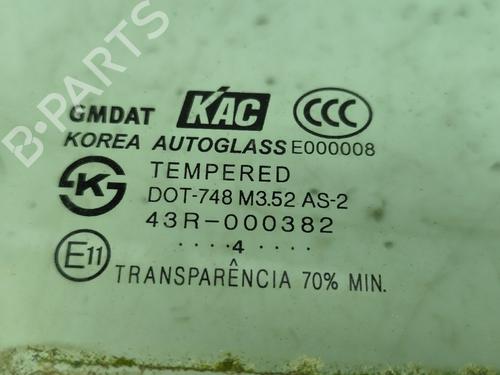 B-PARTS
GMDAT KAC CCC
KOREA AUTOGLASS E000008
S K TEMPERED
DOT-748 M3.52 AS-2
43R-000382
.... 4 ....
E11 TRANSPARÊNCIA 70% MIN.